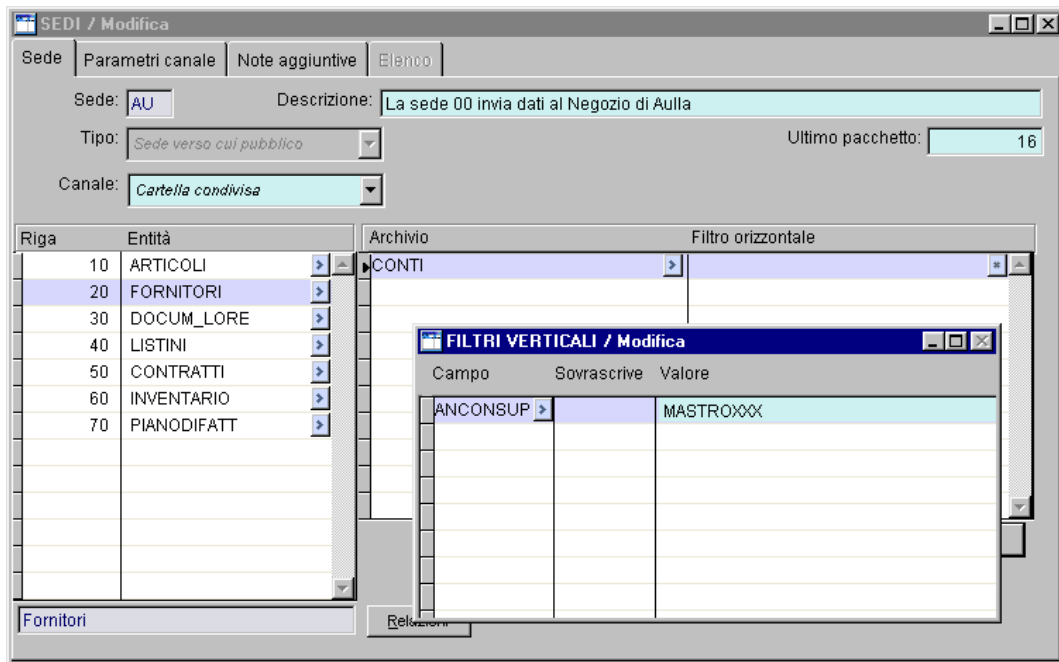 SEDI / Modifica
Sede Parametri canale Note aggiuntive Elenco
Sede: AU Descrizione: La sede 00 invia dati al Negozio di Aulla
Tipo: Sede verso cui pubblico Ultimo pacchetto: 16
Canale: Cartella condivisa
Riga Entità Archivio Filtro orizzontale
10 ARTICOLI CONTI
20 FORNITORI
30 DOCUM_LORE
40 LISTINI
50 CONTRATTI
60 INVENTARIO
70 PIANODIFATT
FILTRI VERTICALI / Modifica
Campo Sovrascrive Valore
ANCONSUP MASTROXXX
Fornitori
Relazioni